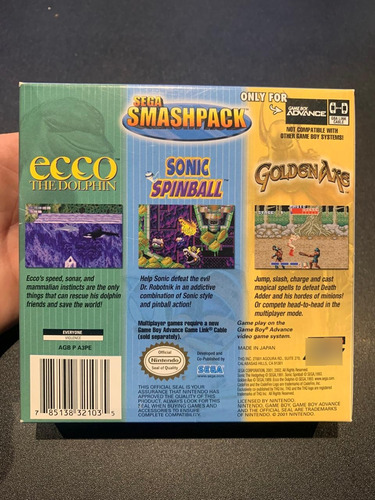 SEGA
SMASHPACK
ONLY FOR
GAME BOY
ADVANCE
GBA LINK
CABLE
NOT COMPATIBLE WITH
OTHER GAME BOY SYSTEMS!
ecco
THE DOLPHIN™
SONIC
SPINBALL™
GOLDEN AXE™
Ecco's speed, sonar, and
mammalian instincts are the only
things that can rescue his dolphin
friends and save the world!
Help Sonic defeat the evil
Dr. Robotnik in an addictive
combination of Sonic style
and pinball action!
Jump, slash, charge and cast
magical spells to defeat Death
Adder and his hordes of minions!
Or compete head-to-head in the
multiplayer mode.
Multiplayer games require a new
Game Boy Advance Game Link® Cable
(sold separately).
Game play on the
Game Boy® Advance
video game system.
EVERYONE
VIOLENCE
AGB P A3PE
7 85138 32103 5
Official
Nintendo
Seal of Quality
Developed and
Co-Published by
SEGA
THIS OFFICIAL SEAL IS YOUR
ASSURANCE THAT NINTENDO HAS
APPROVED THE QUALITY OF THIS
PRODUCT. ALWAYS LOOK FOR THIS
SEAL WHEN BUYING GAMES AND
ACCESSORIES TO ENSURE
COMPLETE COMPATIBILITY.
MADE IN JAPAN
LICENSED BY NINTENDO.
NINTENDO, GAME BOY, GAME BOY ADVANCE
AND THE OFFICIAL SEAL ARE TRADEMARKS
OF NINTENDO. © 2001 NINTENDO.